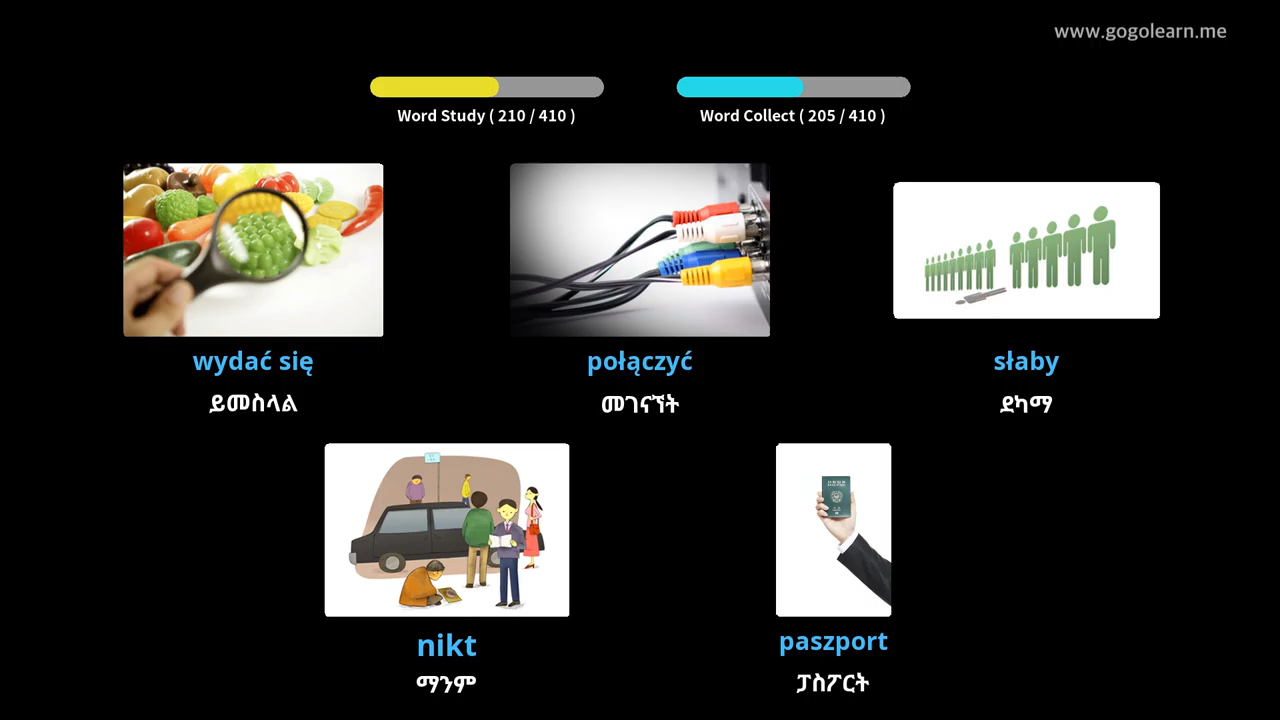 www.gogolearn.me
Word Study ( 210 / 410 )
Word Collect ( 205 / 410 )
wydać się
ይመስላል
połączyć
መገናኘት
słaby
ደካማ
nikt
ማንም
paszport
ፓስፖርት